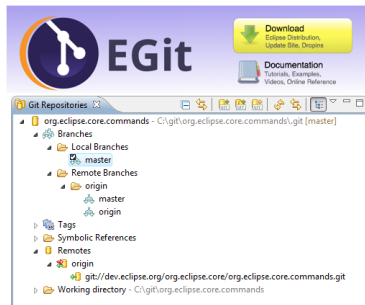 EGit
Download
Eclipse Distribution,
Update Site, Dropins
Documentation
Tutorials, Examples,
Videos, Online Reference
Git Repositories
org.eclipse.core.commands - C:\git\org.eclipse.core.commands\.git [master]
Branches
Local Branches
master
Remote Branches
origin
master
origin
Tags
Symbolic References
Remotes
origin
git://dev.eclipse.org/org.eclipse.core/org.eclipse.core.commands.git
Working directory - C:\git\org.eclipse.core.commands